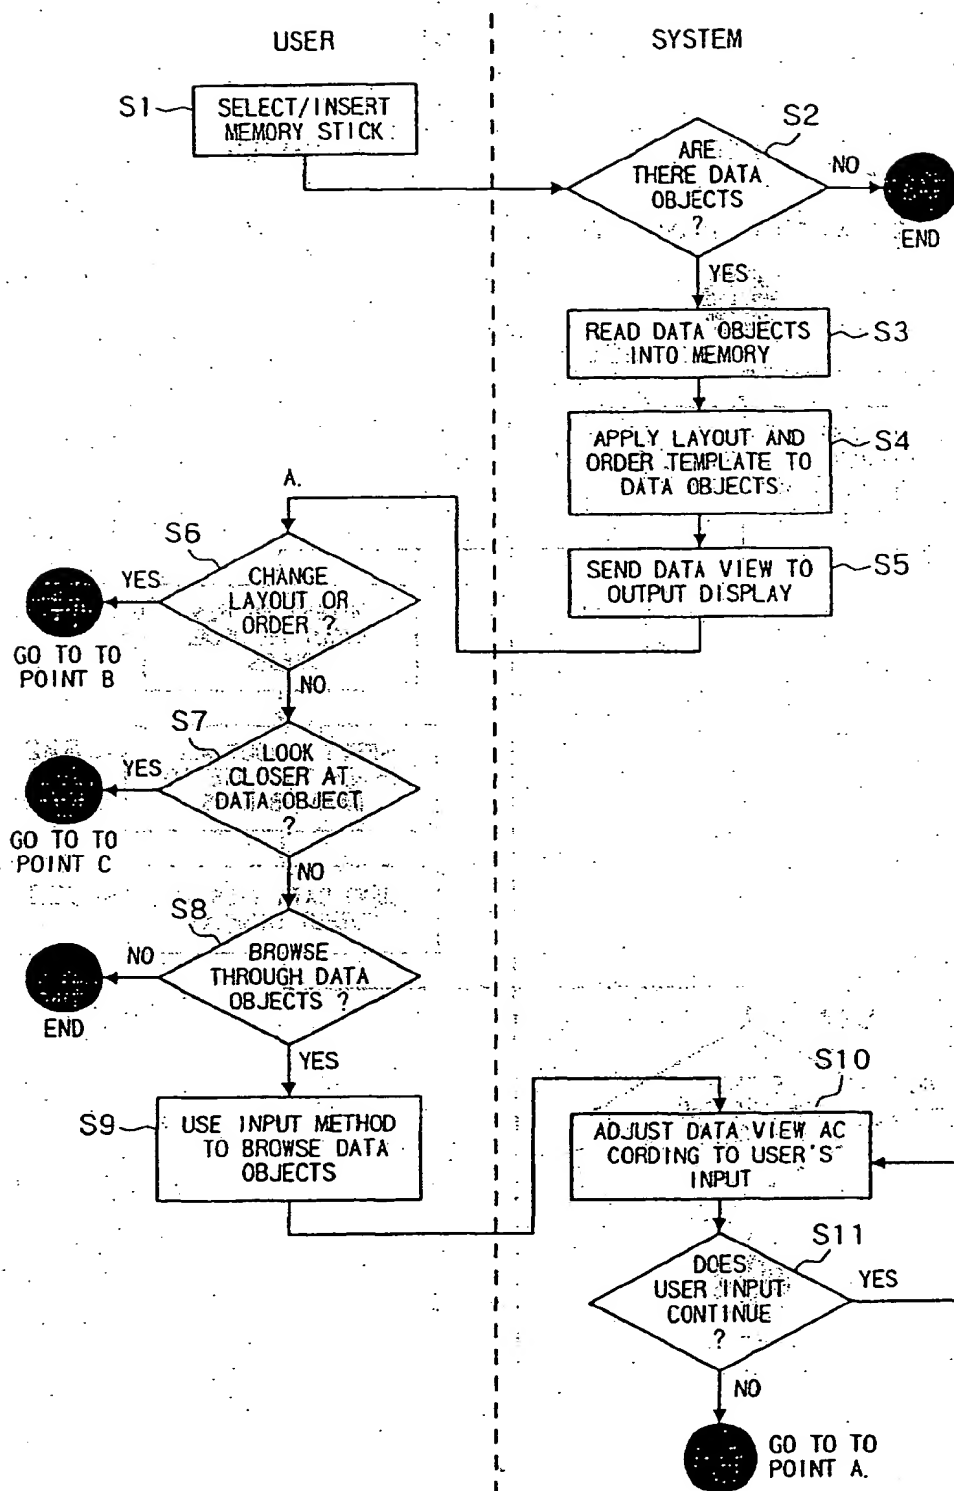 USER
SYSTEM
S1
SELECT/INSERT
MEMORY STICK
S2
ARE
THERE DATA
OBJECTS
?
NO
END
YES
READ DATA OBJECTS
INTO MEMORY
S3
APPLY LAYOUT AND
ORDER TEMPLATE TO
DATA OBJECTS
S4
SEND DATA VIEW TO
OUTPUT DISPLAY
S5
A.
S6
CHANGE
LAYOUT OR
ORDER ?
YES
GO TO TO
POINT B
NO
S7
LOOK
CLOSER AT
DATA OBJECT
?
YES
GO TO TO
POINT C
NO
S8
BROWSE
THROUGH DATA
OBJECTS ?
NO
END
YES
S9
USE INPUT METHOD
TO BROWSE DATA
OBJECTS
S10
ADJUST DATA VIEW AC
CORDING TO USER'S
INPUT
S11
DOES
USER INPUT
CONTINUE
?
YES
NO
GO TO TO
POINT A.